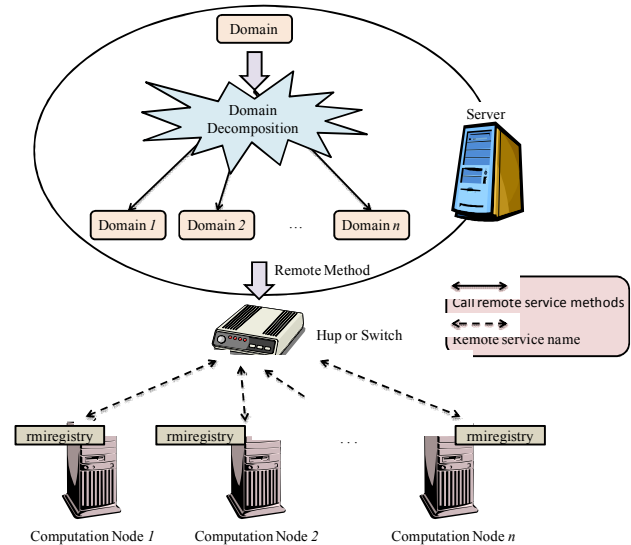 Domain
Domain
Decomposition
Server
Domain 1
Domain 2
...
Domain n
Remote Method
Call remote service methods
Remote service name
Hup or Switch
rmiregistry
rmiregistry
...
rmiregistry
Computation Node 1
Computation Node 2
Computation Node n